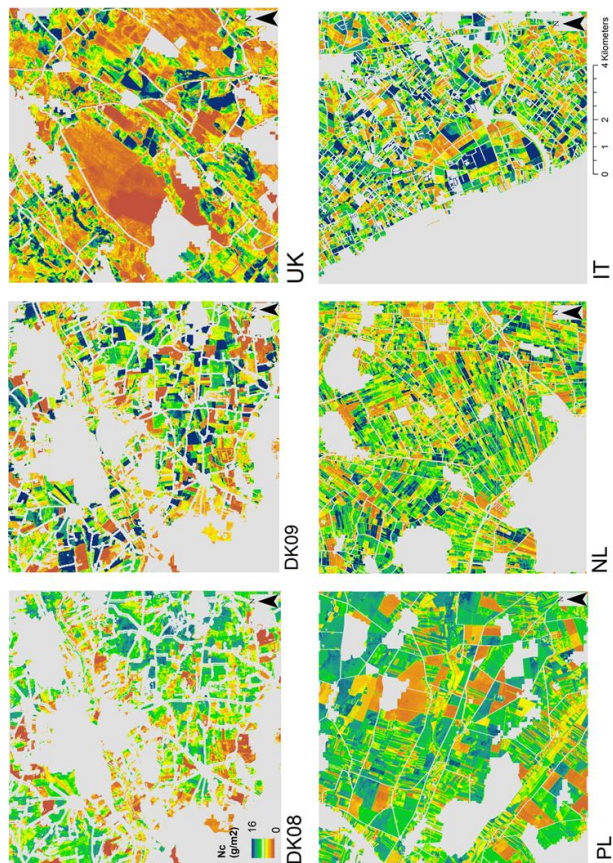 Nc
(g/m2)
16
0
N
N
N
DK08
DK09
UK
N
N
N
0 1 2 4 Kilometers
PL
NL
IT